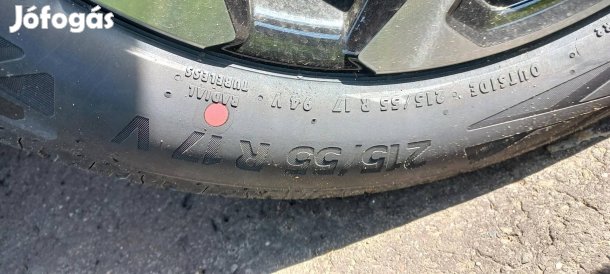 Jófogás
OUTSIDE · 215/55 R 17 94 V · RADIAL
TUBELESS
215/55 R 17 V